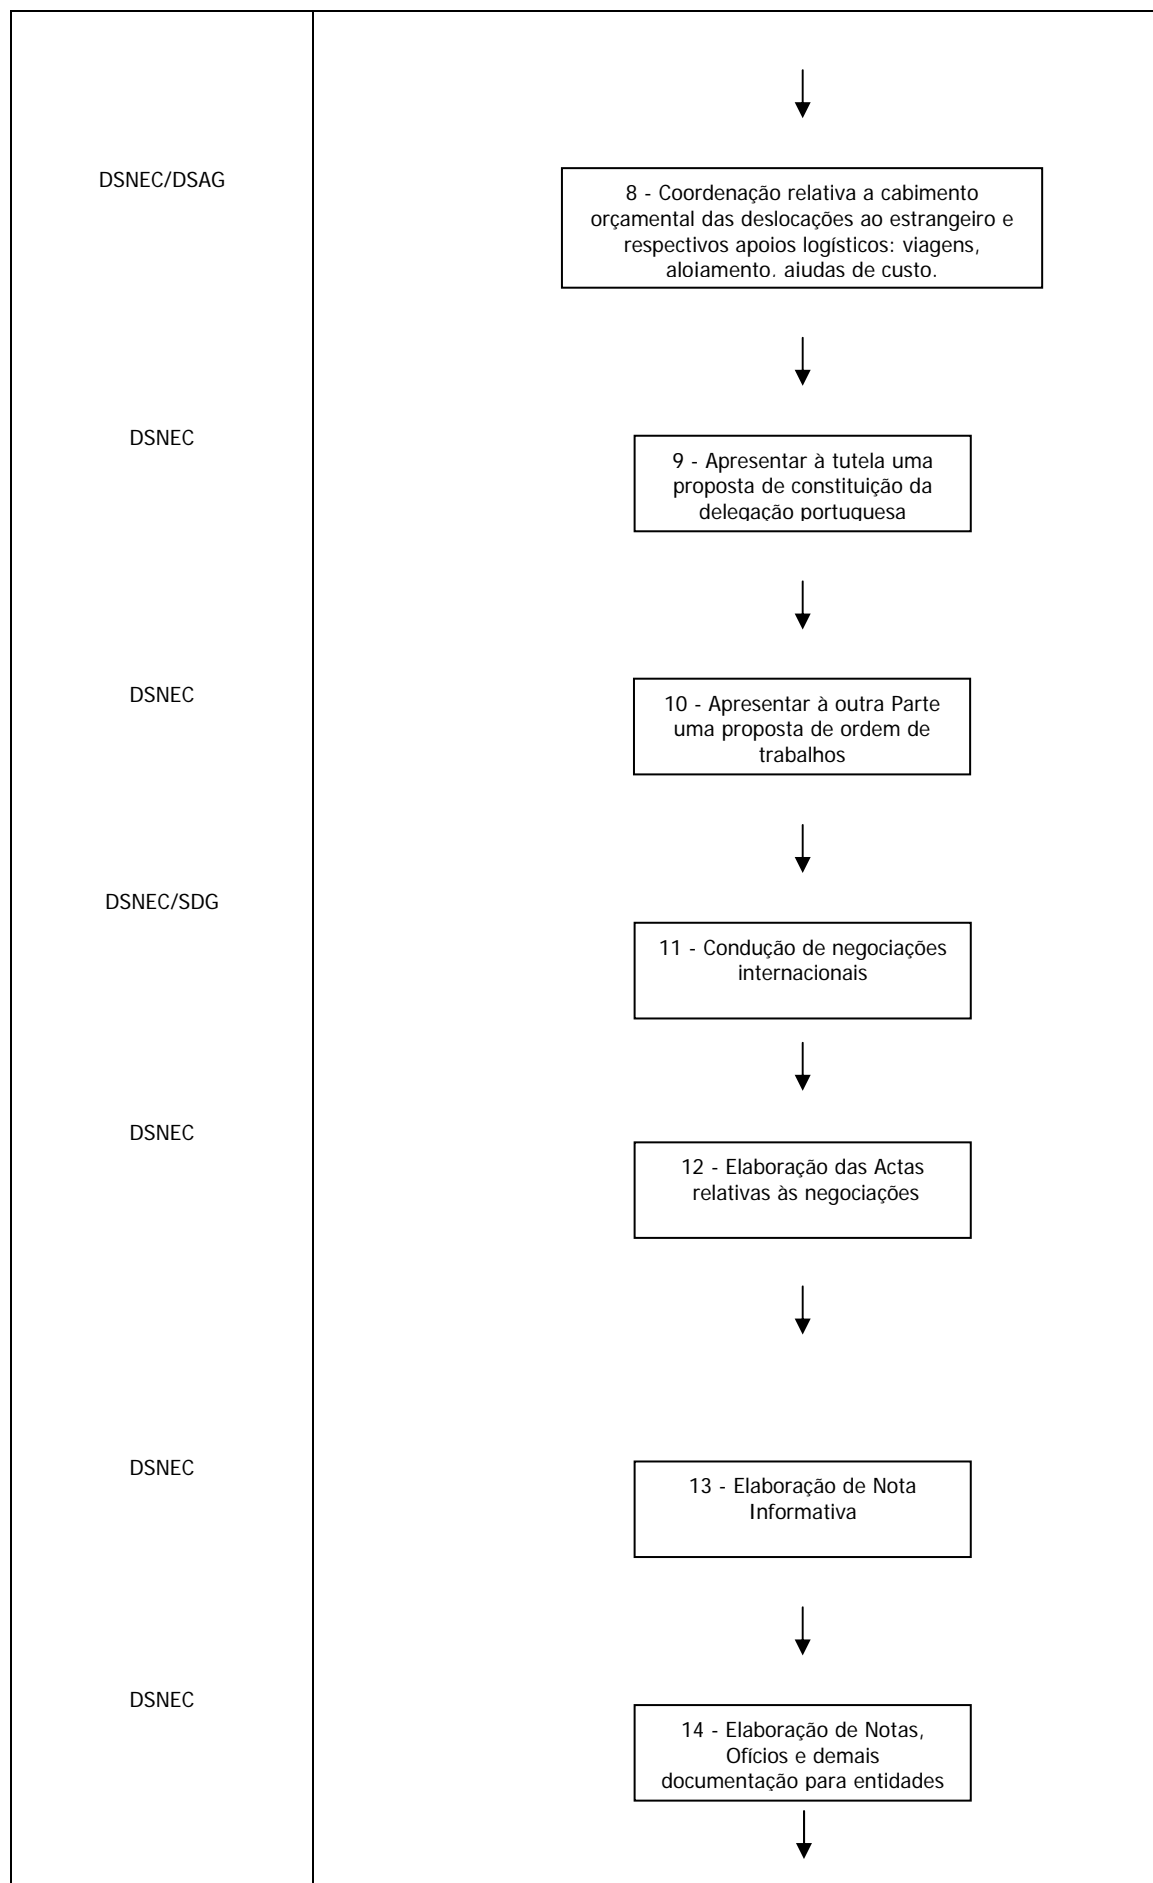 DSNEC/DSAG
8 - Coordenação relativa a cabimento
orçamental das deslocações ao estrangeiro e
respectivos apoios logísticos: viagens,
alojamento, ajudas de custo.
DSNEC
9 - Apresentar à tutela uma
proposta de constituição da
delegação portuguesa
DSNEC
10 - Apresentar à outra Parte
uma proposta de ordem de
trabalhos
DSNEC/SDG
11 - Condução de negociações
internacionais
DSNEC
12 - Elaboração das Actas
relativas às negociações
DSNEC
13 - Elaboração de Nota
Informativa
DSNEC
14 - Elaboração de Notas,
Ofícios e demais
documentação para entidades